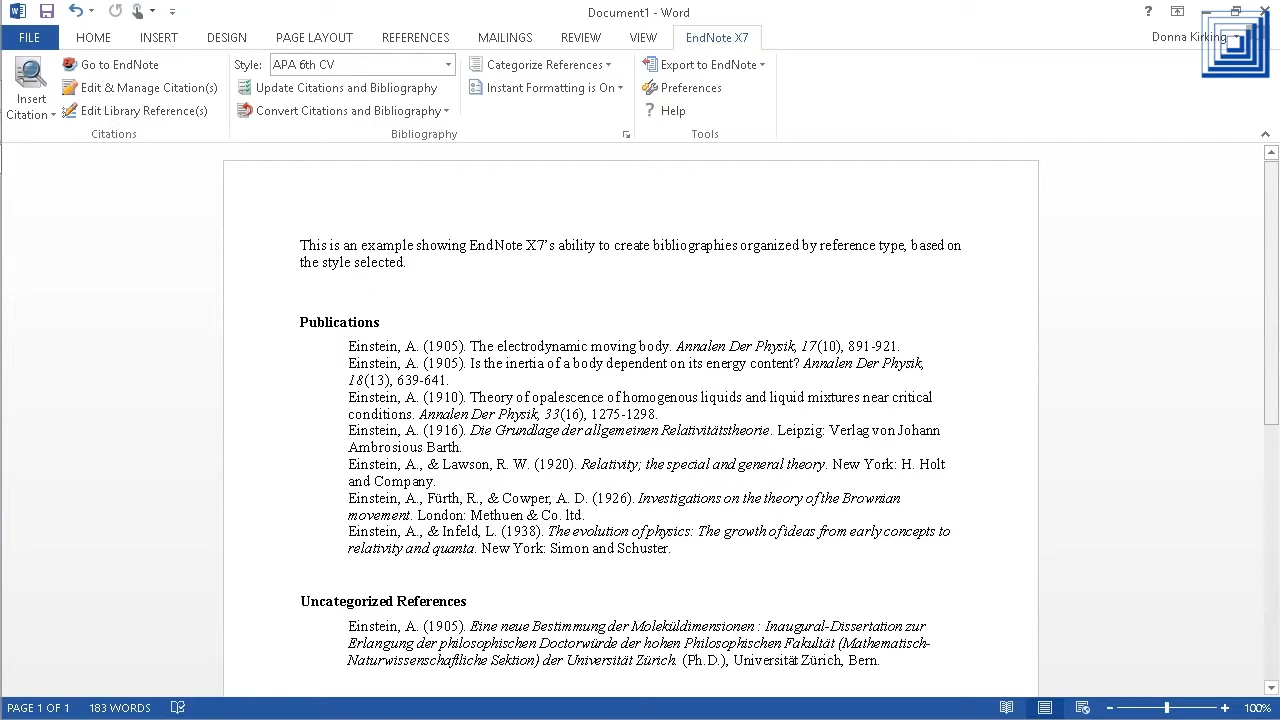 Document1 - Word
?
FILE HOME INSERT DESIGN PAGE LAYOUT REFERENCES MAILINGS REVIEW VIEW EndNote X7
Donna Kirking
Insert
Citation
Go to EndNote
Edit & Manage Citation(s)
Edit Library Reference(s)
Citations
Style: APA 6th CV
Update Citations and Bibliography
Convert Citations and Bibliography
Bibliography
Categorize References
Instant Formatting is On
Export to EndNote
Preferences
? Help
Tools
This is an example showing EndNote X7's ability to create bibliographies organized by reference type, based on
the style selected.
Publications
Einstein, A. (1905). The electrodynamic moving body. Annalen Der Physik, 17(10), 891-921.
Einstein, A. (1905). Is the inertia of a body dependent on its energy content? Annalen Der Physik,
18(13), 639-641.
Einstein, A. (1910). Theory of opalescence of homogenous liquids and liquid mixtures near critical
conditions. Annalen Der Physik, 33(16), 1275-1298.
Einstein, A. (1916). Die Grundlage der allgemeinen Relativitätstheorie. Leipzig: Verlag von Johann
Ambrosious Barth.
Einstein, A., & Lawson, R. W. (1920). Relativity; the special and general theory. New York: H. Holt
and Company.
Einstein, A., Fürth, R., & Cowper, A. D. (1926). Investigations on the theory of the Brownian
movement. London: Methuen & Co. ltd.
Einstein, A., & Infeld, L. (1938). The evolution of physics: The growth of ideas from early concepts to
relativity and quanta. New York: Simon and Schuster.
Uncategorized References
Einstein, A. (1905). Eine neue Bestimmung der Moleküldimensionen : Inaugural-Dissertation zur
Erlangung der philosophischen Doctorwürde der hohen Philosophischen Fakultät (Mathematisch-
Naturwissenschaftliche Sektion) der Universität Zürich. (Ph.D.), Universität Zürich, Bern.
PAGE 1 OF 1 183 WORDS
100%